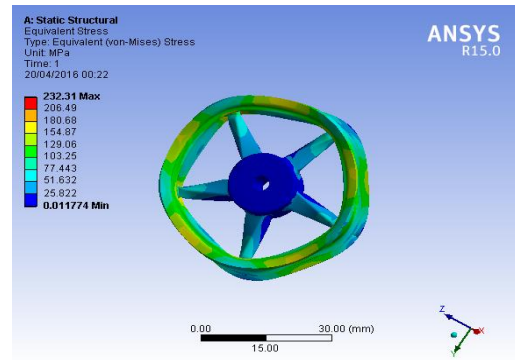 A: Static Structural
Equivalent Stress
Type: Equivalent (von-Mises) Stress
Unit: MPa
Time: 1
20/04/2016 00:22
232.31 Max
206.49
180.68
154.87
129.06
103.25
77.443
51.632
25.822
0.011774 Min
ANSYS
R15.0
0.00 30.00 (mm)
15.00
Z
X
Y